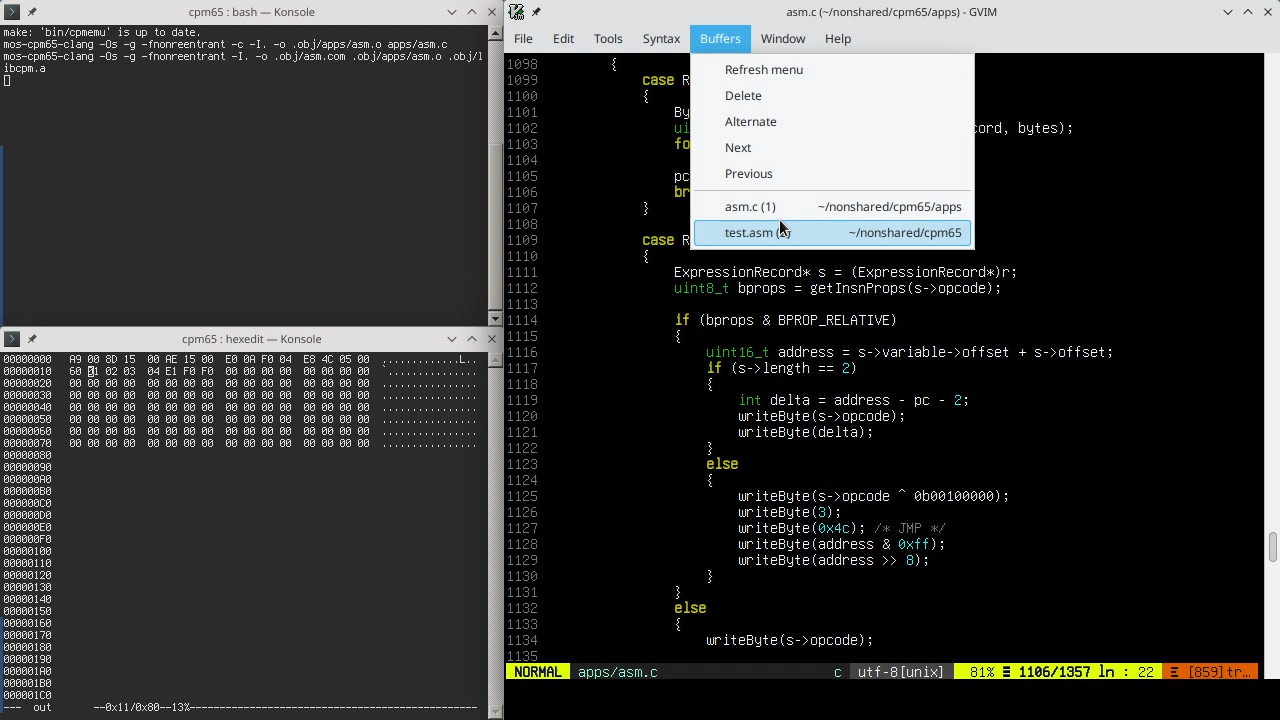 cpm65 : bash — Konsole
make: 'bin/cpmemu' is up to date.
mos-cpm65-clang -Os -g -fnonreentrant -c -I. -o .obj/apps/asm.o apps/asm.c
mos-cpm65-clang -Os -g -fnonreentrant -I. -o .obj/asm.com .obj/apps/asm.o .obj/l
ibcpm.a
cpm65 : hexedit — Konsole
00000000 A9 00 8D 15 00 AE 15 00 E0 0A F0 04 E8 4C 05 00 .............L..
00000010 01 02 03 04 E1 F0 F0 00 00 00 00 00 00 00 00
00000020 00 00 00 00 00 00 00 00 00 00 00 00 00 00 00 00 ................
00000030 00 00 00 00 00 00 00 00 00 00 00 00 00 00 00 00 ................
00000040 00 00 00 00 00 00 00 00 00 00 00 00 00 00 00 00 ................
00000050 00 00 00 00 00 00 00 00 00 00 00 00 00 00 00 00 ................
00000060 00 00 00 00 00 00 00 00 00 00 00 00 00 00 00 00 ................
00000070 00 00 00 00 00 00 00 00 00 00 00 00 00 00 00 00 ................
00000080
00000090
000000A0
000000B0
000000C0
000000D0
000000E0
000000F0
00000100
00000110
00000120
00000130
00000140
00000150
00000160
00000170
00000180
00000190
000001A0
000001B0
000001C0
--- out --0x11/0x80--13%------------------------------------------------
asm.c (~/nonshared/cpm65/apps) - GVIM
File Edit Tools Syntax Buffers Window Help
Refresh menu
Delete
Alternate
Next
Previous
asm.c (1) ~/nonshared/cpm65/apps
test.asm ~/nonshared/cpm65
1098 {
1099 case R
1100 {
1101 By
1102 ui cord, bytes);
1103 fo
1104
1105 pc
1106 br
1107 }
1108
1109 case R
1110 {
1111 ExpressionRecord* s = (ExpressionRecord*)r;
1112 uint8_t bprops = getInsnProps(s->opcode);
1113
1114 if (bprops & BPROP_RELATIVE)
1115 {
1116 uint16_t address = s->variable->offset + s->offset;
1117 if (s->length == 2)
1118 {
1119 int delta = address - pc - 2;
1120 writeByte(s->opcode);
1121 writeByte(delta);
1122 }
1123 else
1124 {
1125 writeByte(s->opcode ^ 0b00100000);
1126 writeByte(3);
1127 writeByte(0x4c); /* JMP */
1128 writeByte(address & 0xff);
1129 writeByte(address >> 8);
1130 }
1131 }
1132 else
1133 {
1134 writeByte(s->opcode);
1135
NORMAL apps/asm.c c utf-8[unix] 81% ☰ 1106/1357 ln : 22 Ξ [859]tr…